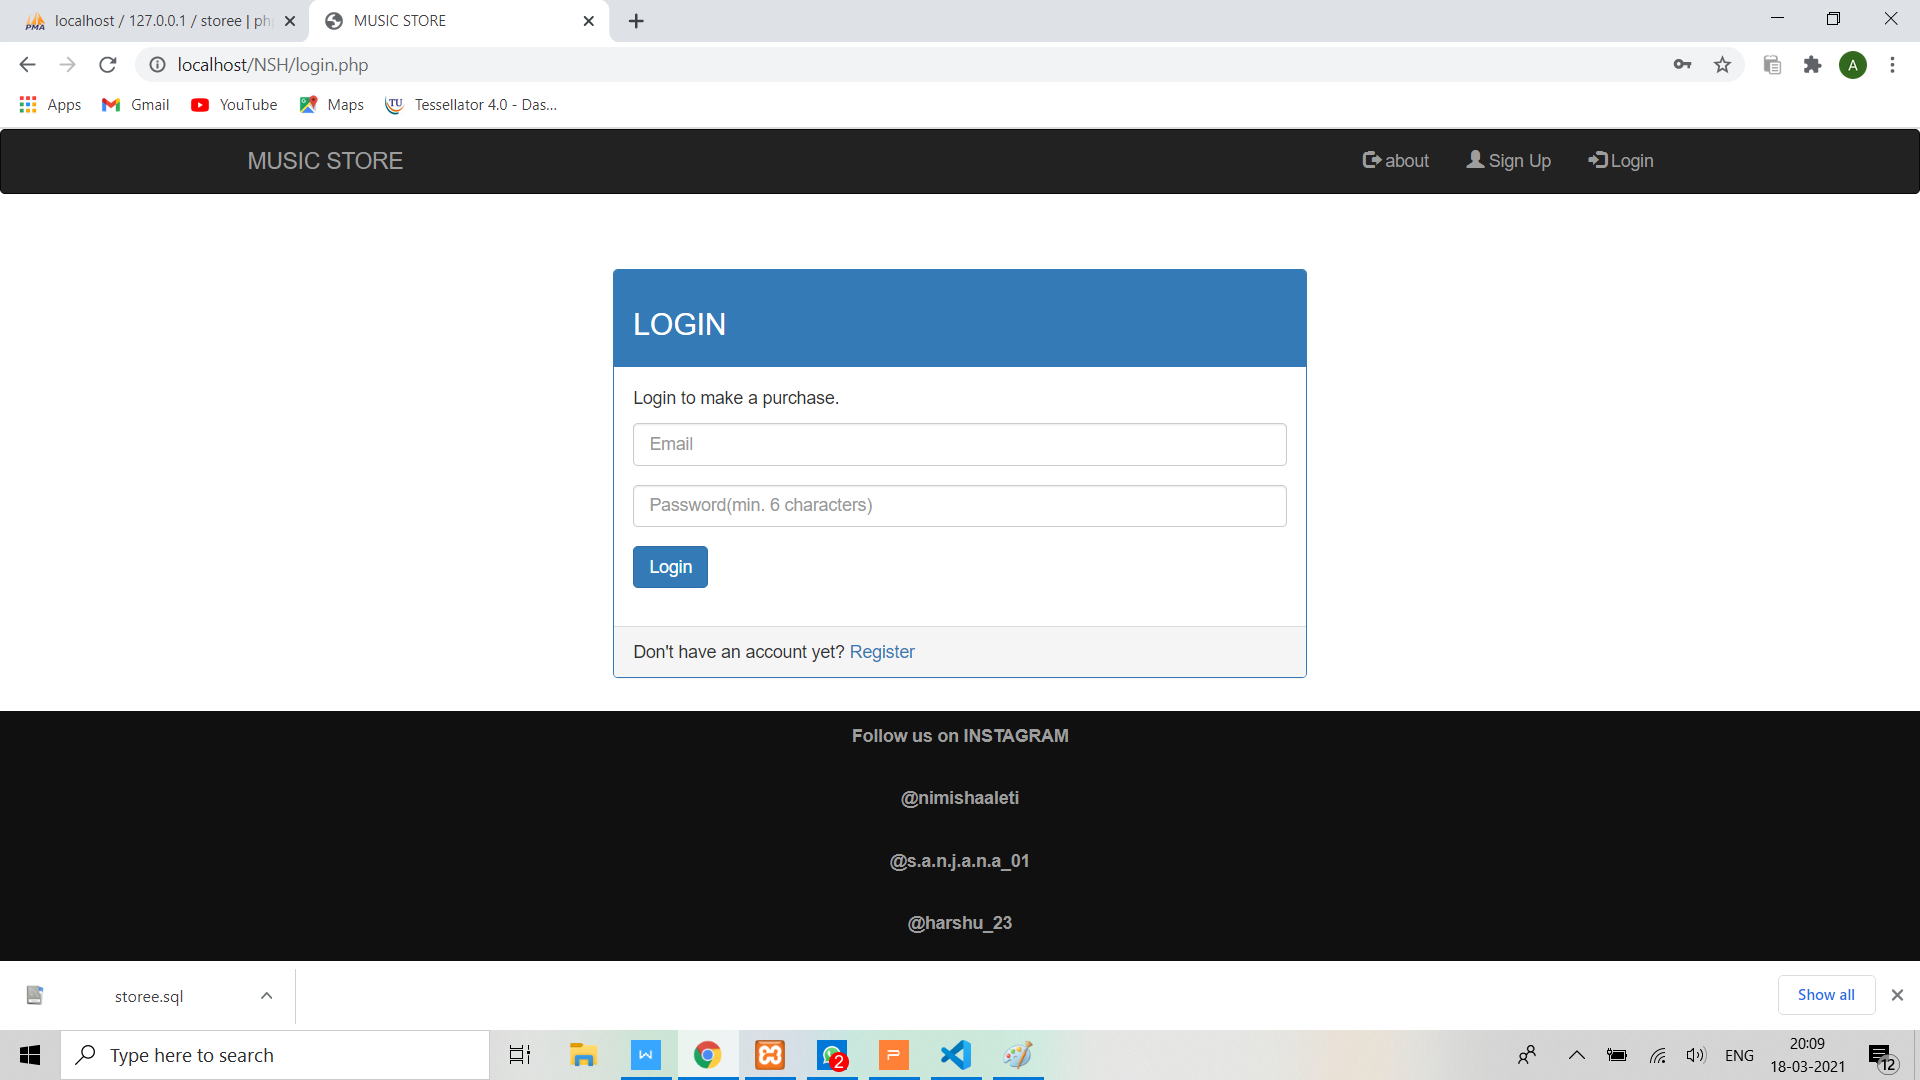 localhost / 127.0.0.1 / storee | ph
MUSIC STORE
localhost/NSH/login.php
A
Apps
Gmail
YouTube
Maps
Tessellator 4.0 - Das...
MUSIC STORE
about
Sign Up
Login
LOGIN
Login to make a purchase.
Email
Password(min. 6 characters)
Login
Don't have an account yet? Register
Follow us on INSTAGRAM
@nimishaaleti
@s.a.n.j.a.n.a_01
@harshu_23
storee.sql
Show all
Type here to search
2
ENG
20:09
18-03-2021
12